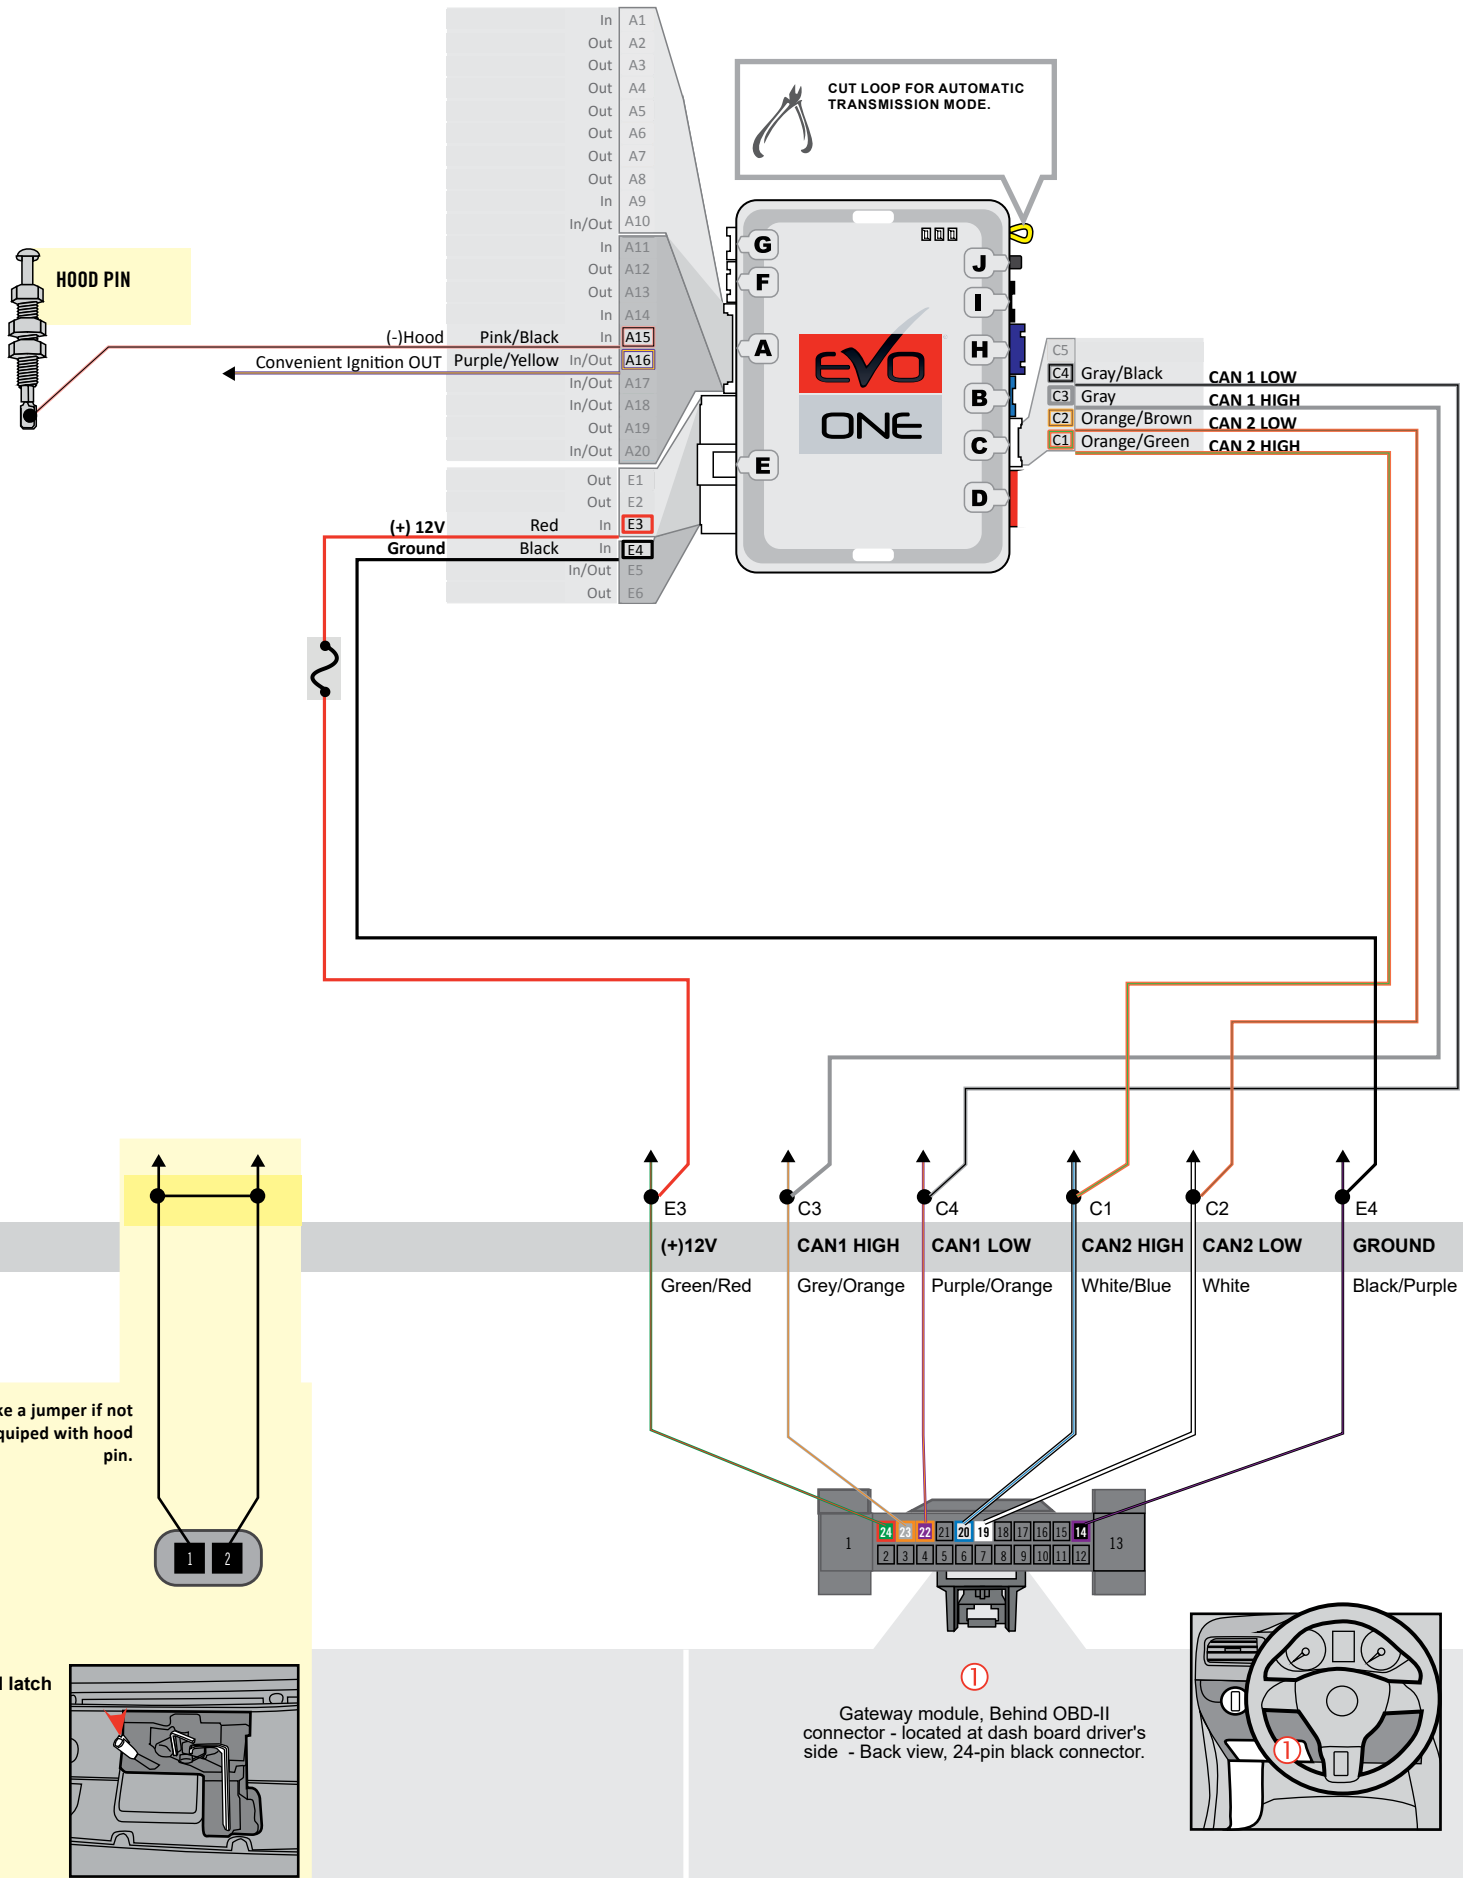 In A1
Out A2
Out A3
Out A4
Out A5
Out A6
Out A7
Out A8
In A9
In/Out A10
In A11
Out A12
Out A13
In A14
(-)Hood Pink/Black In A15
Convenient Ignition OUT Purple/Yellow In/Out A16
In/Out A17
In/Out A18
Out A19
In/Out A20
Out E1
Out E2
(+) 12V Red In E3
Ground Black In E4
In/Out E5
Out E6
HOOD PIN
CUT LOOP FOR AUTOMATIC
TRANSMISSION MODE.
G
F
A
E
J
I
H
B
C
D
EVO
ONE
C5
C4 Gray/Black CAN 1 LOW
C3 Gray CAN 1 HIGH
C2 Orange/Brown CAN 2 LOW
C1 Orange/Green CAN 2 HIGH
E3 C3 C4 C1 C2 E4
(+)12V CAN1 HIGH CAN1 LOW CAN2 HIGH CAN2 LOW GROUND
Green/Red Grey/Orange Purple/Orange White/Blue White Black/Purple
ke a jumper if not
quiped with hood
pin.
1 2
1 24 23 22 21 20 19 18 17 16 15 14 13
2 3 4 5 6 7 8 9 10 11 12
l latch
1
Gateway module, Behind OBD-II
connector - located at dash board driver's
side - Back view, 24-pin black connector.
1